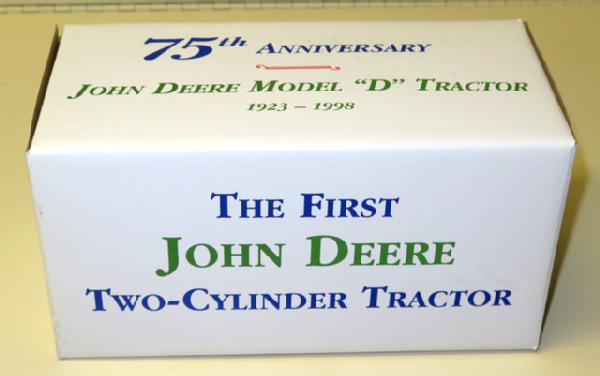 75th Anniversary
John Deere Model "D" Tractor
1923 – 1998
The First
John Deere
Two-Cylinder Tractor